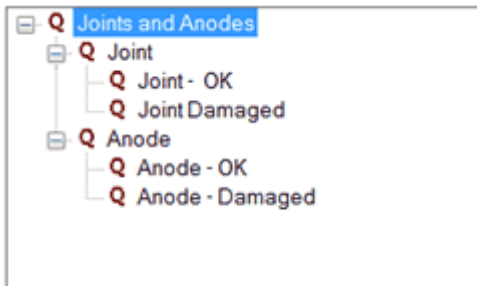 Q Joints and Anodes
Q Joint
Q Joint - OK
Q Joint Damaged
Q Anode
Q Anode - OK
Q Anode - Damaged